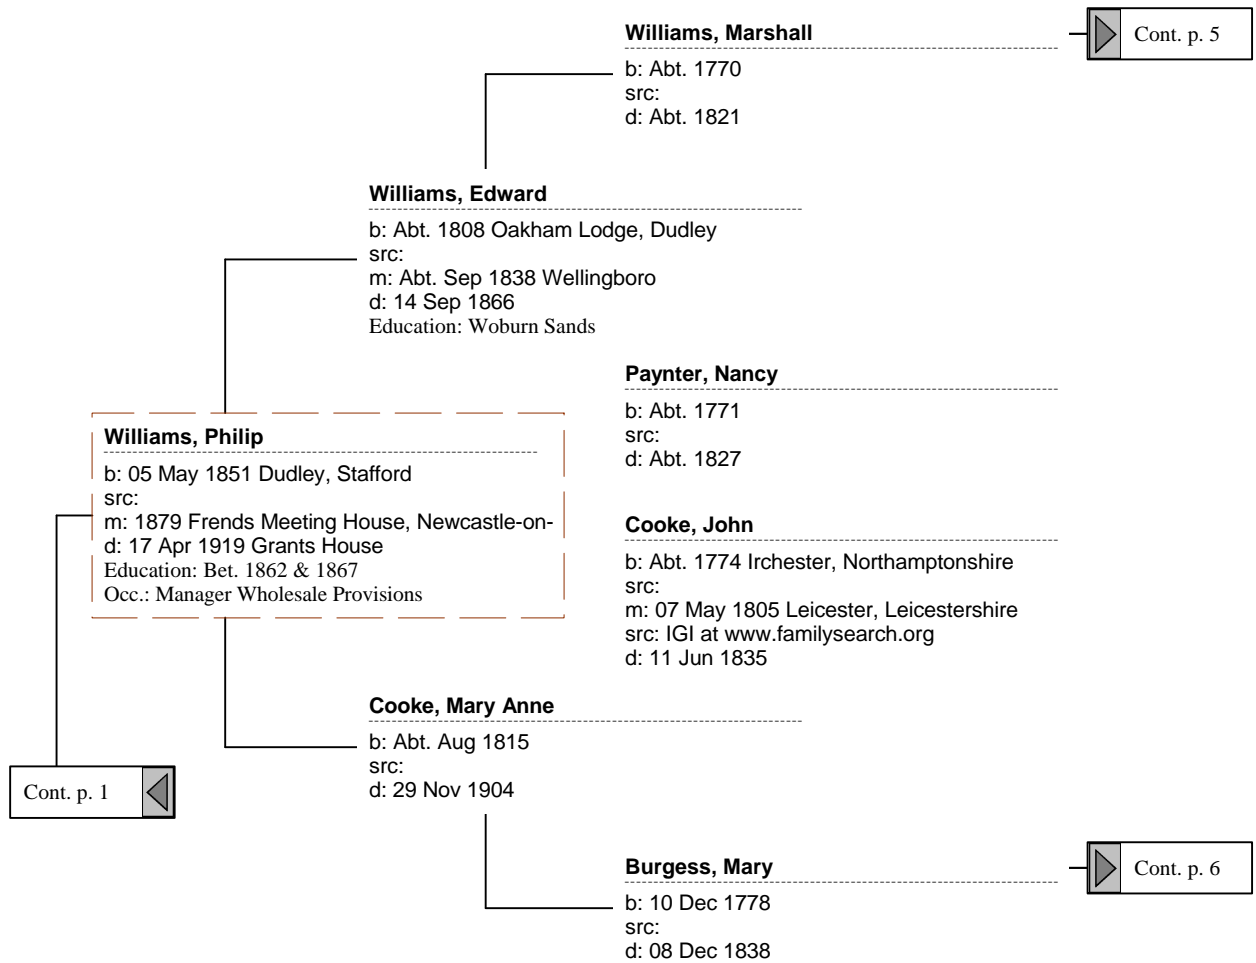 Williams, Marshall
Cont. p. 5
b: Abt. 1770
src:
d: Abt. 1821
Williams, Edward
b: Abt. 1808 Oakham Lodge, Dudley
src:
m: Abt. Sep 1838 Wellingboro
d: 14 Sep 1866
Education: Woburn Sands
Paynter, Nancy
b: Abt. 1771
src:
d: Abt. 1827
Williams, Philip
b: 05 May 1851 Dudley, Stafford
src:
m: 1879 Frends Meeting House, Newcastle-on-
d: 17 Apr 1919 Grants House
Education: Bet. 1862 & 1867
Occ.: Manager Wholesale Provisions
Cooke, John
b: Abt. 1774 Irchester, Northamptonshire
src:
m: 07 May 1805 Leicester, Leicestershire
src: IGI at www.familysearch.org
d: 11 Jun 1835
Cooke, Mary Anne
b: Abt. Aug 1815
src:
d: 29 Nov 1904
Cont. p. 1
Burgess, Mary
Cont. p. 6
b: 10 Dec 1778
src:
d: 08 Dec 1838